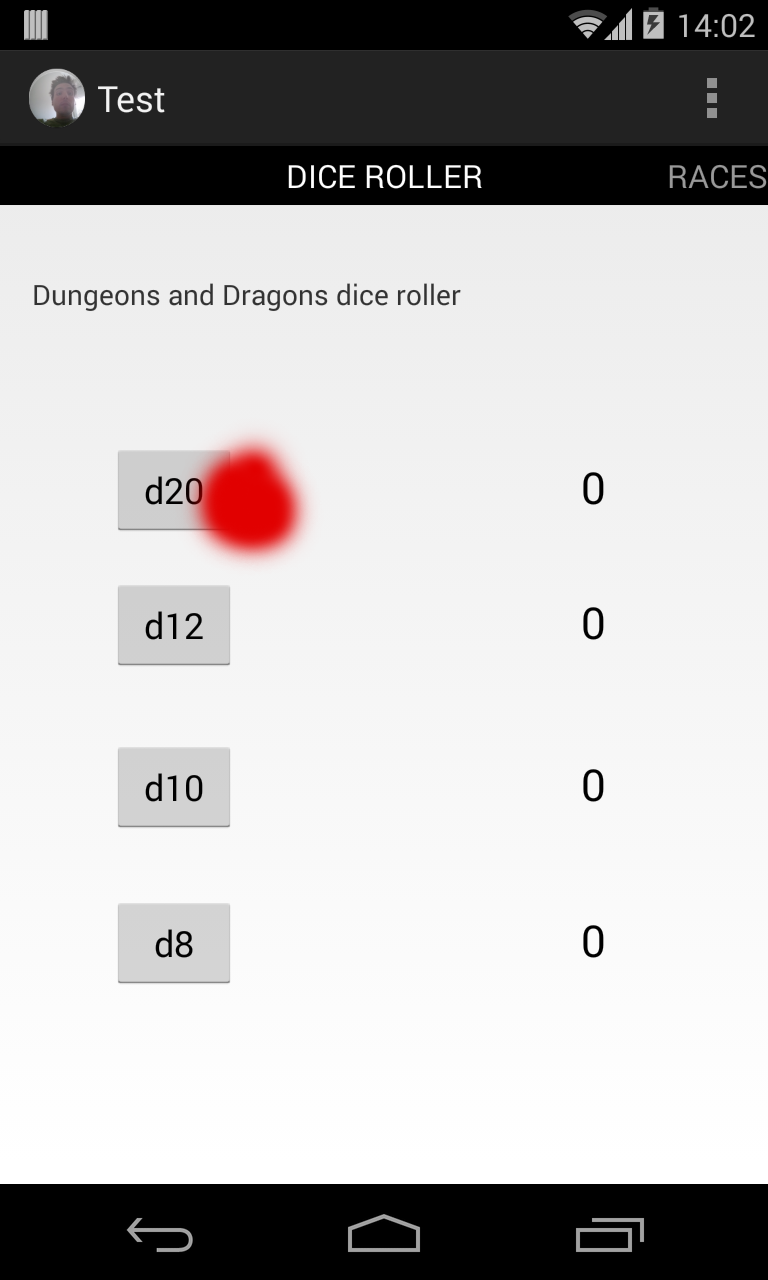 14:02
Test
DICE ROLLER RACES
Dungeons and Dragons dice roller
d20 0
d12 0
d10 0
d8 0